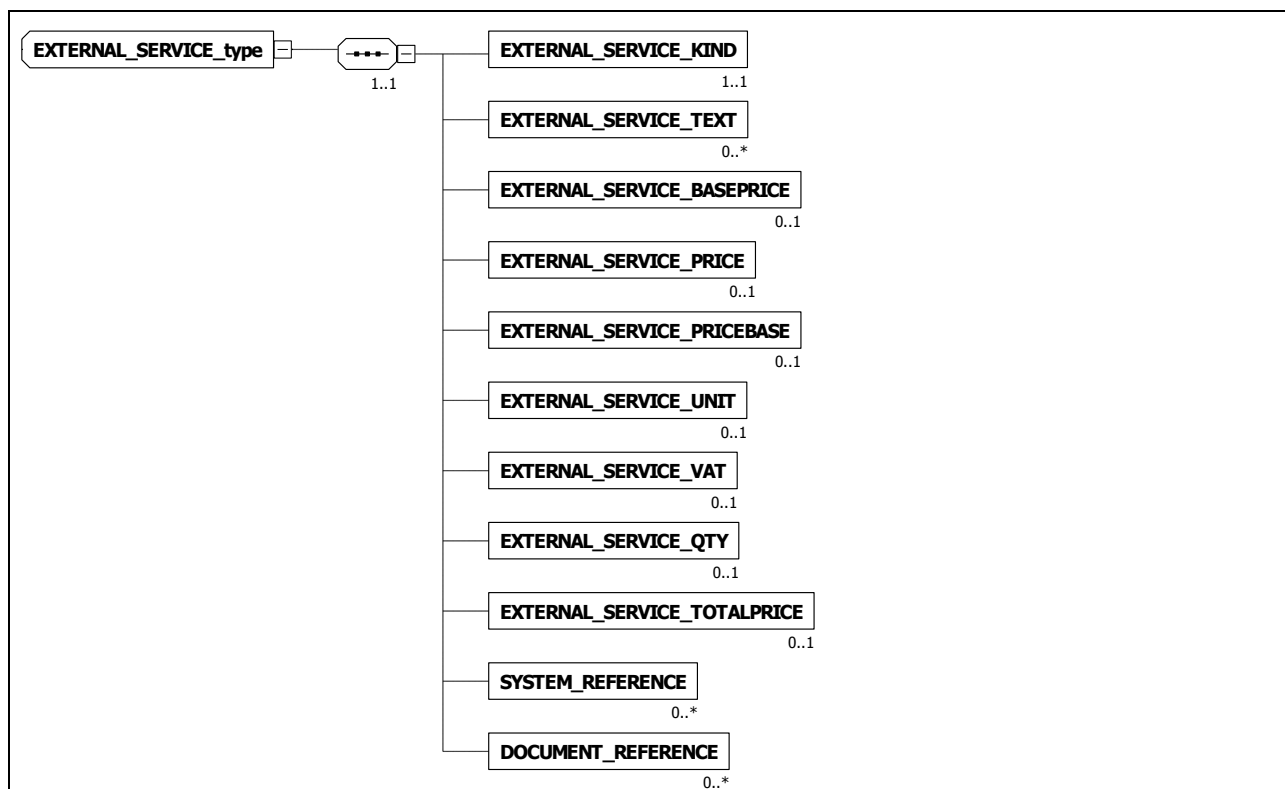 EXTERNAL_SERVICE_type
1..1
EXTERNAL_SERVICE_KIND
1..1
EXTERNAL_SERVICE_TEXT
0..*
EXTERNAL_SERVICE_BASEPRICE
0..1
EXTERNAL_SERVICE_PRICE
0..1
EXTERNAL_SERVICE_PRICEBASE
0..1
EXTERNAL_SERVICE_UNIT
0..1
EXTERNAL_SERVICE_VAT
0..1
EXTERNAL_SERVICE_QTY
0..1
EXTERNAL_SERVICE_TOTALPRICE
0..1
SYSTEM_REFERENCE
0..*
DOCUMENT_REFERENCE
0..*